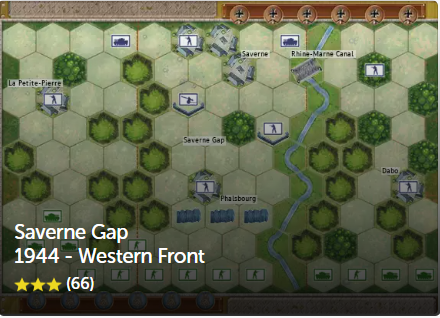 Saverne
Rhine-Marne Canal
La Petite-Pierre
Saverne Gap
Dabo
Phalsbourg
Saverne Gap
1944 - Western Front
(66)